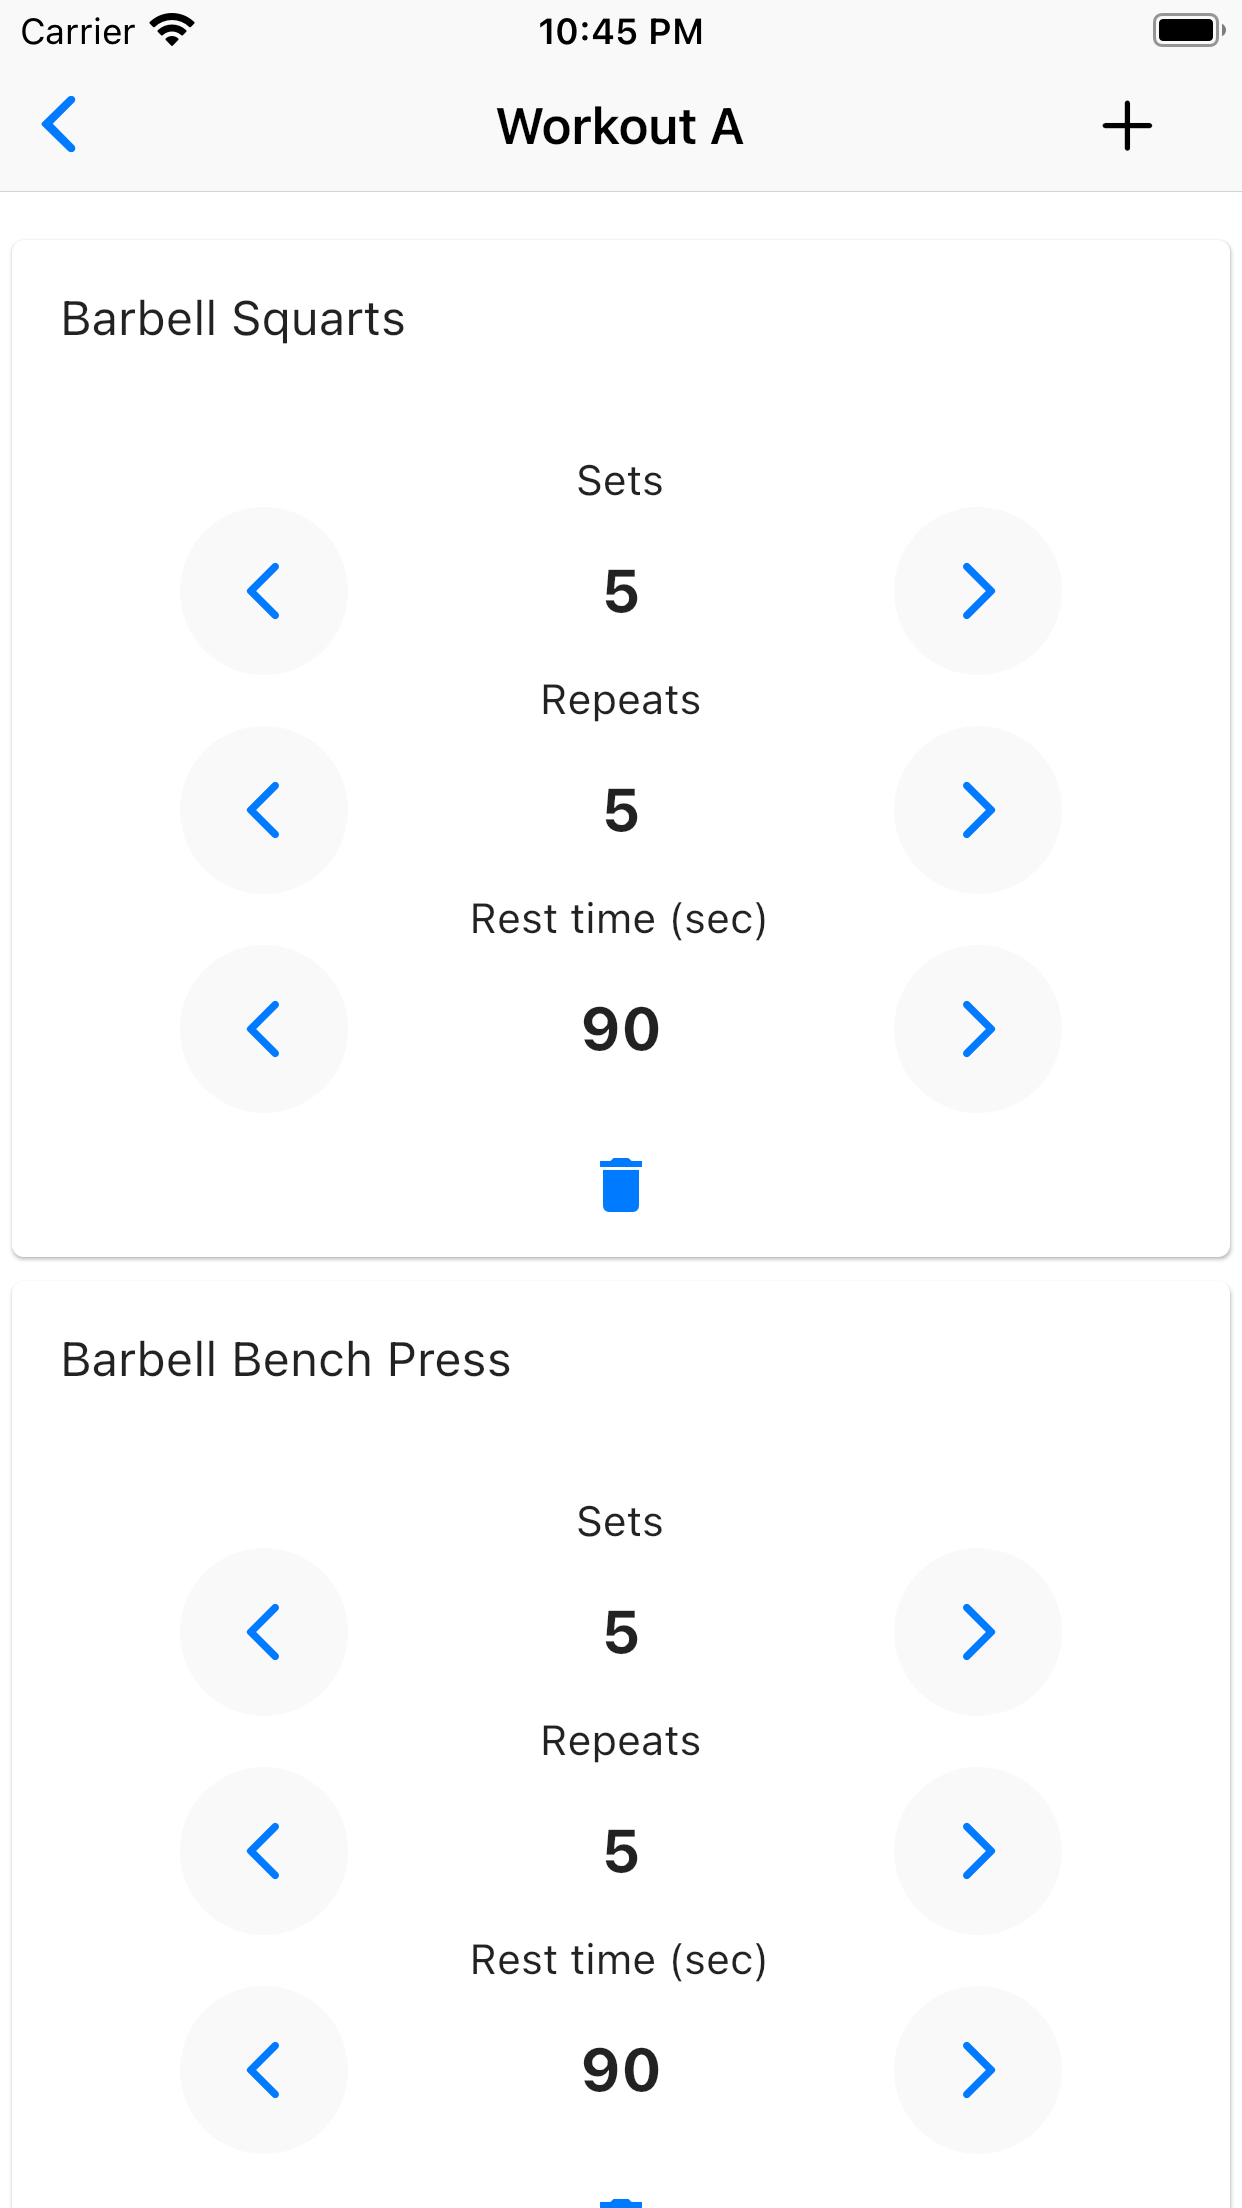 Carrier 10:45 PM
Workout A
Barbell Squarts
Sets
5
Repeats
5
Rest time (sec)
90
Barbell Bench Press
Sets
5
Repeats
5
Rest time (sec)
90